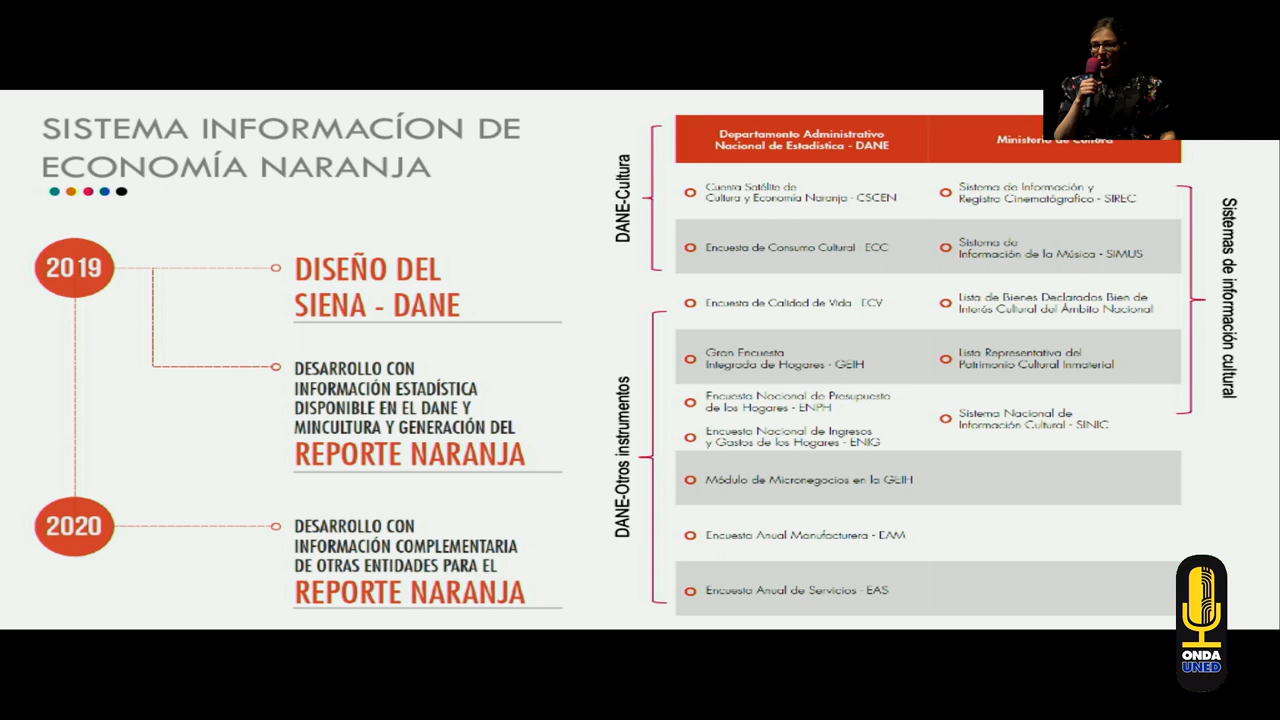 SISTEMA INFORMACÍON DE
ECONOMÍA NARANJA
2019
DISEÑO DEL
SIENA - DANE
DESARROLLO CON
INFORMACIÓN ESTADÍSTICA
DISPONIBLE EN EL DANE Y
MINCULTURA Y GENERACIÓN DEL
REPORTE NARANJA
2020
DESARROLLO CON
INFORMACIÓN COMPLEMENTARIA
DE OTRAS ENTIDADES PARA EL
REPORTE NARANJA
DANE-Cultura
DANE-Otros instrumentos
Departamento Administrativo
Nacional de Estadística - DANE
Cuenta Satélite de
Cultura y Economía Naranja - CSCEN
Encuesta de Consumo Cultural - ECC
Encuesta de Calidad de Vida - ECV
Gran Encuesta
Integrada de Hogares - GEIH
Encuesta Nacional de Presupuesto
de los Hogares - ENPH
Encuesta Nacional de Ingresos
y Gastos de los Hogares - ENIG
Módulo de Micronegocios en la GEIH
Encuesta Anual Manufacturera - EAM
Encuesta Anual de Servicios - EAS
Ministerio de Cultura
Sistema de Información y
Registro Cinematógrafico - SIREC
Sistema de
Información de la Música - SIMUS
Lista de Bienes Declarados Bien de
Interés Cultural del Ámbito Nacional
Lista Representativa del
Patrimonio Cultural Inmaterial
Sistema Nacional de
Información Cultural - SINIC
Sistemas de información cultural
ONDA
UNED